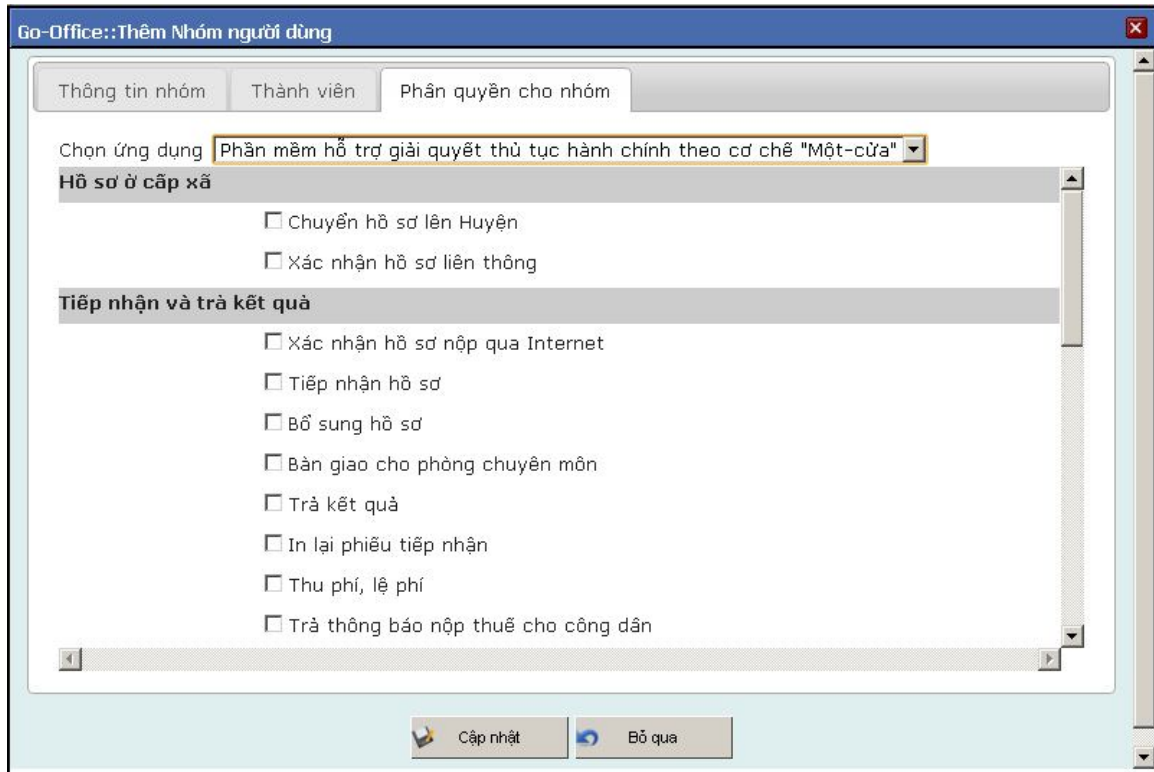 Go-Office::Thêm Nhóm người dùng
Thông tin nhóm Thành viên Phân quyền cho nhóm
Chọn ứng dụng Phần mềm hỗ trợ giải quyết thủ tục hành chính theo cơ chế "Một-cửa"
Hồ sơ ở cấp xã
Chuyển hồ sơ lên Huyện
Xác nhận hồ sơ liên thông
Tiếp nhận và trả kết quả
Xác nhận hồ sơ nộp qua Internet
Tiếp nhận hồ sơ
Bổ sung hồ sơ
Bàn giao cho phòng chuyên môn
Trả kết quả
In lại phiếu tiếp nhận
Thu phí, lệ phí
Trả thông báo nộp thuế cho công dân
Cập nhật Bỏ qua